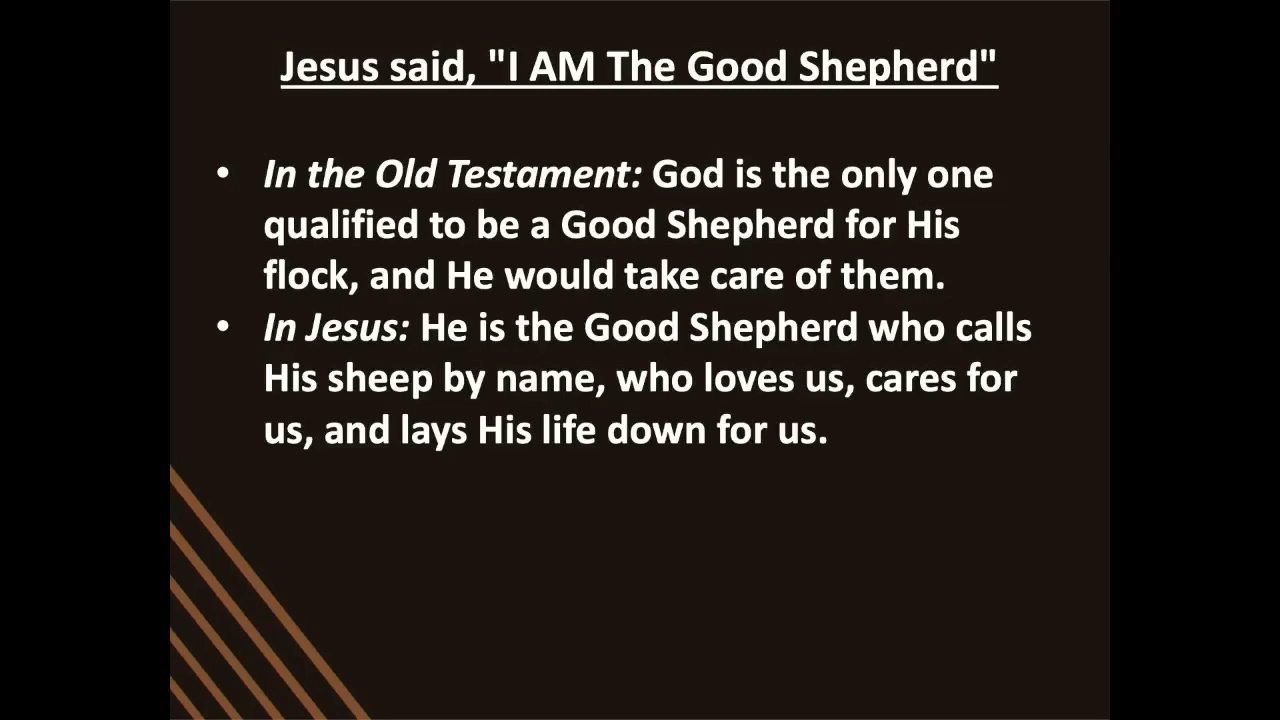 Jesus said, "I AM The Good Shepherd"
• In the Old Testament: God is the only one
qualified to be a Good Shepherd for His
flock, and He would take care of them.
• In Jesus: He is the Good Shepherd who calls
His sheep by name, who loves us, cares for
us, and lays His life down for us.